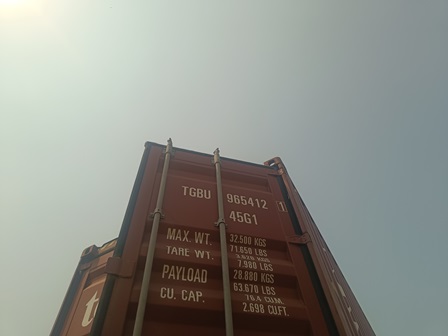 TGBU 965412 1
45G1
MAX. WT. 32.500 KGS
71.650 LBS
TARE WT. 3.620 KGS
7.980 LBS
PAYLOAD 28.880 KGS
63.670 LBS
CU. CAP. 76.4 CU.M.
2.698 CU.FT.
t